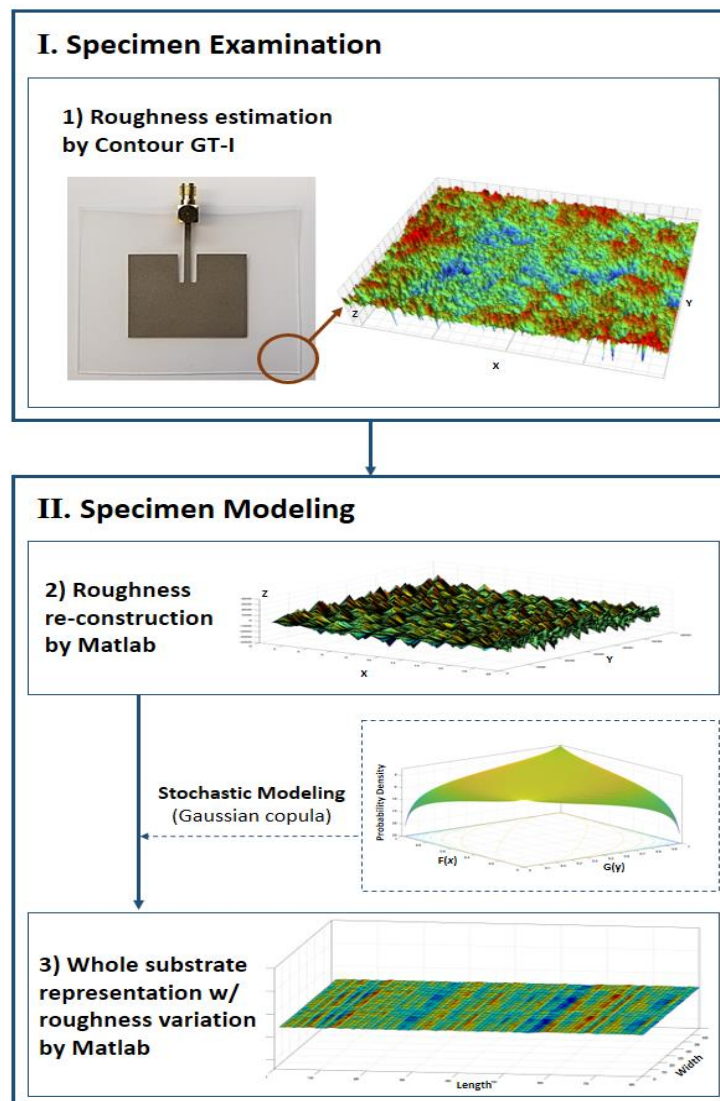 I. Specimen Examination
1) Roughness estimation
by Contour GT-I
Z
Y
X
II. Specimen Modeling
2) Roughness
re-construction
by Matlab
Z
X
Y
Stochastic Modeling
(Gaussian copula)
Probability Density
F(x)
G(y)
3) Whole substrate
representation w/
roughness variation
by Matlab
Length
Width